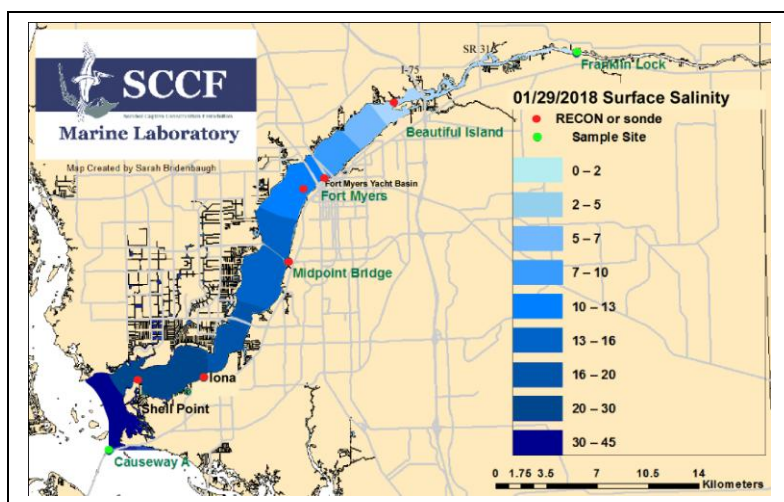 SCCF
Marine Laboratory
Map Created by Sarah Bridenbaugh
SR 31
I-75
Franklin Lock
Beautiful Island
Fort Myers Yacht Basin
Fort Myers
Midpoint Bridge
Iona
Shell Point
Causeway A
01/29/2018 Surface Salinity
RECON or sonde
Sample Site
0 – 2
2 – 5
5 – 7
7 – 10
10 – 13
13 – 16
16 – 20
20 – 30
30 – 45
0 1.75 3.5 7 10.5 14
Kilometers